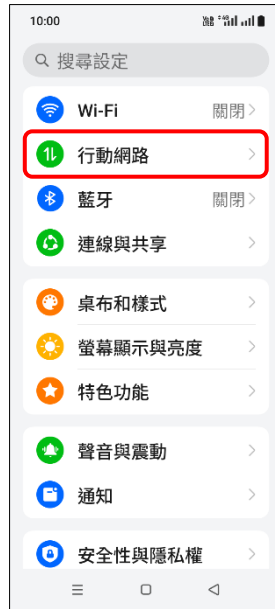 10:00
搜尋設定
Wi-Fi 關閉
行動網路
藍牙 關閉
連線與共享
桌布和樣式
螢幕顯示與亮度
特色功能
聲音與震動
通知
安全性與隱私權